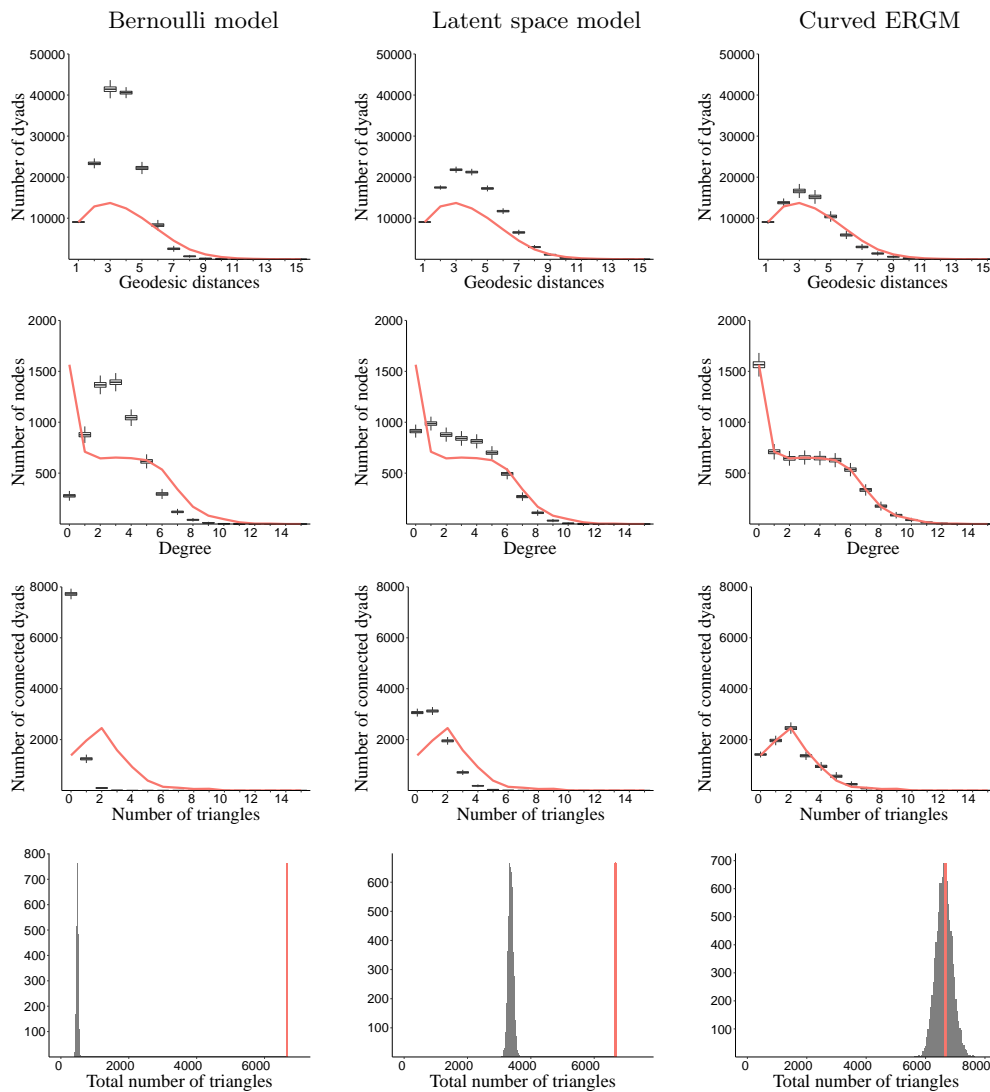 Bernoulli model Latent space model Curved ERGM
Number of dyads
50000
40000
30000
20000
10000
1 3 5 7 9 11 13 15
Geodesic distances
Number of dyads
50000
40000
30000
20000
10000
1 3 5 7 9 11 13 15
Geodesic distances
Number of dyads
50000
40000
30000
20000
10000
1 3 5 7 9 11 13 15
Geodesic distances
Number of nodes
2000
1500
1000
500
0 2 4 6 8 10 12 14
Degree
Number of nodes
2000
1500
1000
500
0 2 4 6 8 10 12 14
Degree
Number of nodes
2000
1500
1000
500
0 2 4 6 8 10 12 14
Degree
Number of connected dyads
8000
6000
4000
2000
0 2 4 6 8 10 12 14
Number of triangles
Number of connected dyads
8000
6000
4000
2000
0 2 4 6 8 10 12 14
Number of triangles
Number of connected dyads
8000
6000
4000
2000
0 2 4 6 8 10 12 14
Number of triangles
800
700
600
500
400
300
200
100
0 2000 4000 6000
Total number of triangles
600
500
400
300
200
100
0 2000 4000 6000
Total number of triangles
700
600
500
400
300
200
100
0 2000 4000 6000 8000
Total number of triangles